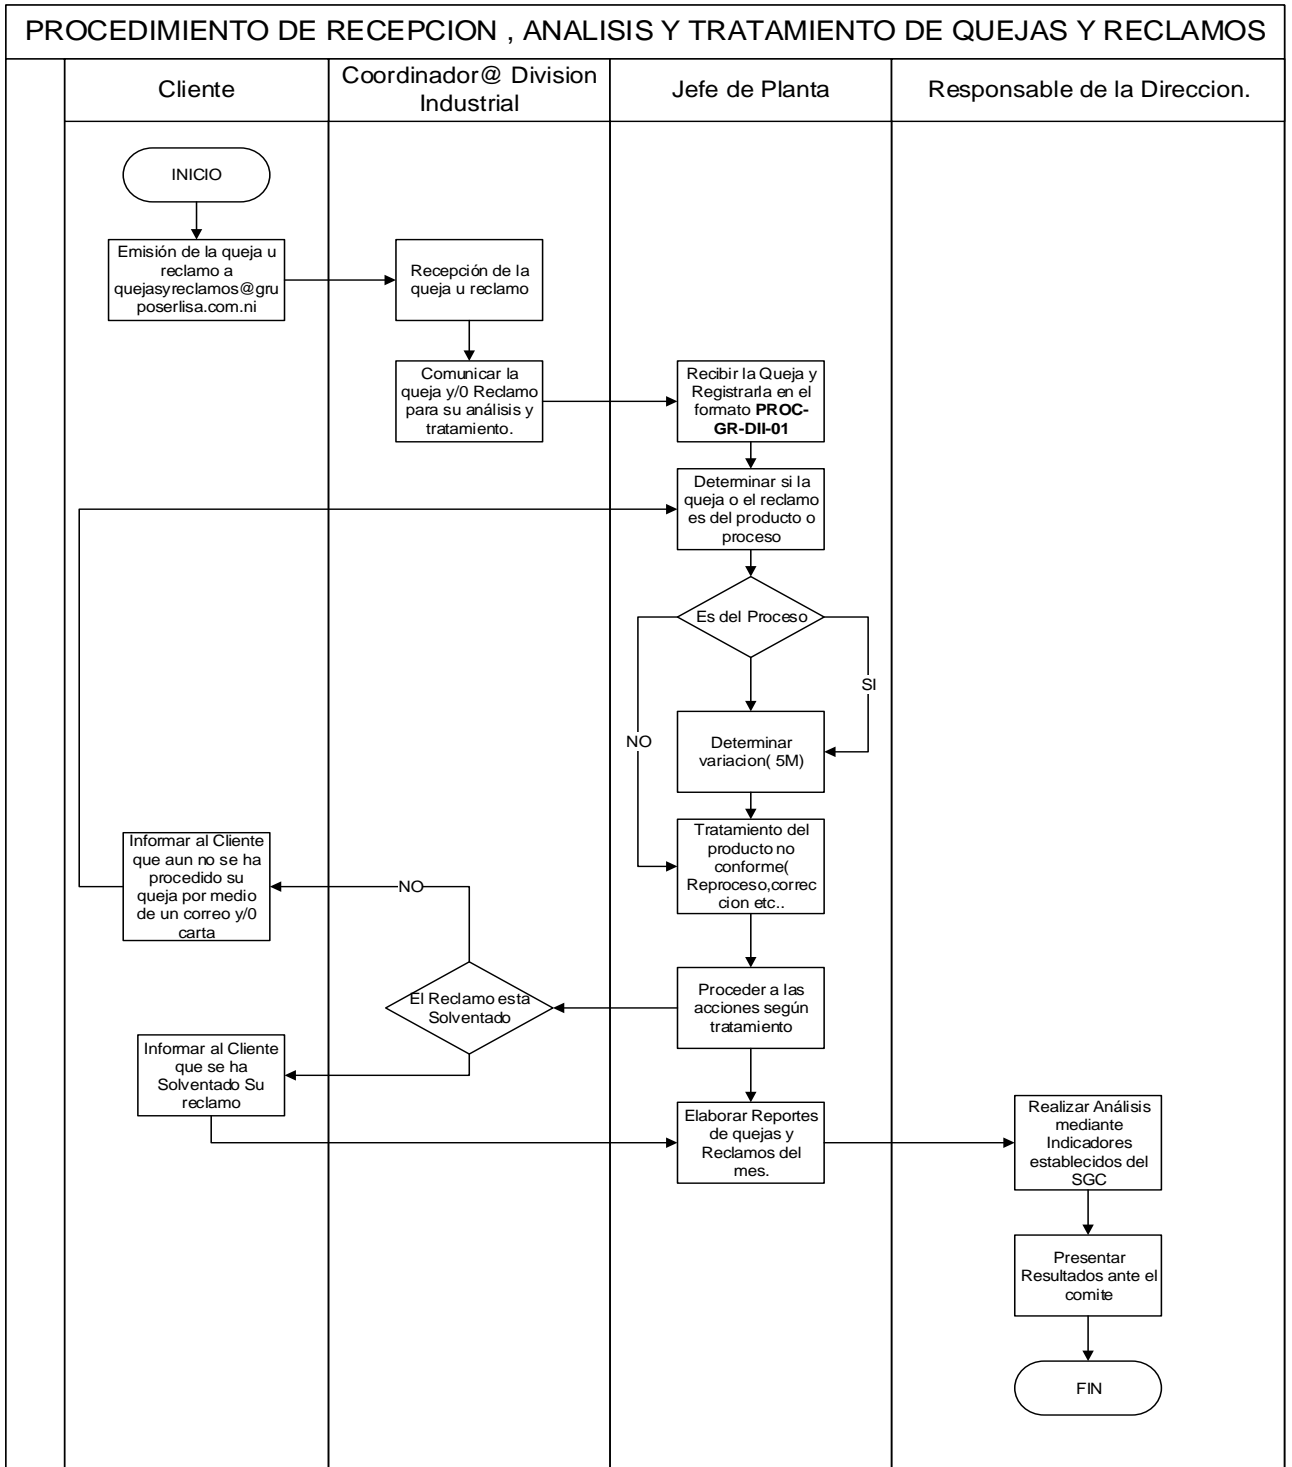 PROCEDIMIENTO DE RECEPCION , ANALISIS Y TRATAMIENTO DE QUEJAS Y RECLAMOS
Cliente
Coordinador@ Division
Industrial
Jefe de Planta
Responsable de la Direccion.
INICIO
Emisión de la queja u
reclamo a
quejasyreclamos@gru
poserlisa.com.ni
Recepción de la
queja u reclamo
Comunicar la
queja y/0 Reclamo
para su análisis y
tratamiento.
Recibir la Queja y
Registrarla en el
formato PROC-
GR-DII-01
Determinar si la
queja o el reclamo
es del producto o
proceso
Es del Proceso
SI
NO
Determinar
variacion( 5M)
Tratamiento del
producto no
conforme(
Reproceso,correc
cion etc..
Informar al Cliente
que aun no se ha
procedido su
queja por medio
de un correo y/0
carta
NO
El Reclamo esta
Solventado
Proceder a las
acciones según
tratamiento
Informar al Cliente
que se ha
Solventado Su
reclamo
Elaborar Reportes
de quejas y
Reclamos del
mes.
Realizar Análisis
mediante
Indicadores
establecidos del
SGC
Presentar
Resultados ante el
comite
FIN